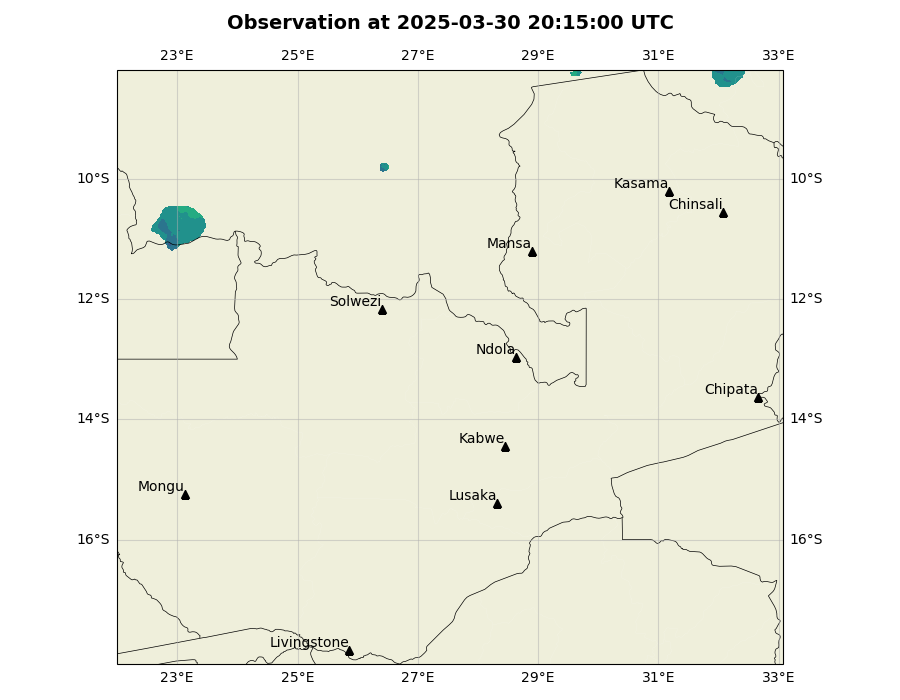 Observation at 2025-03-30 20:15:00 UTC
23°E 25°E 27°E 29°E 31°E 33°E
10°S 10°S
Kasama
Chinsali
Mansa
12°S 12°S
Solwezi
Ndola
Chipata
14°S 14°S
Kabwe
Mongu
Lusaka
16°S 16°S
Livingstone
23°E 25°E 27°E 29°E 31°E 33°E